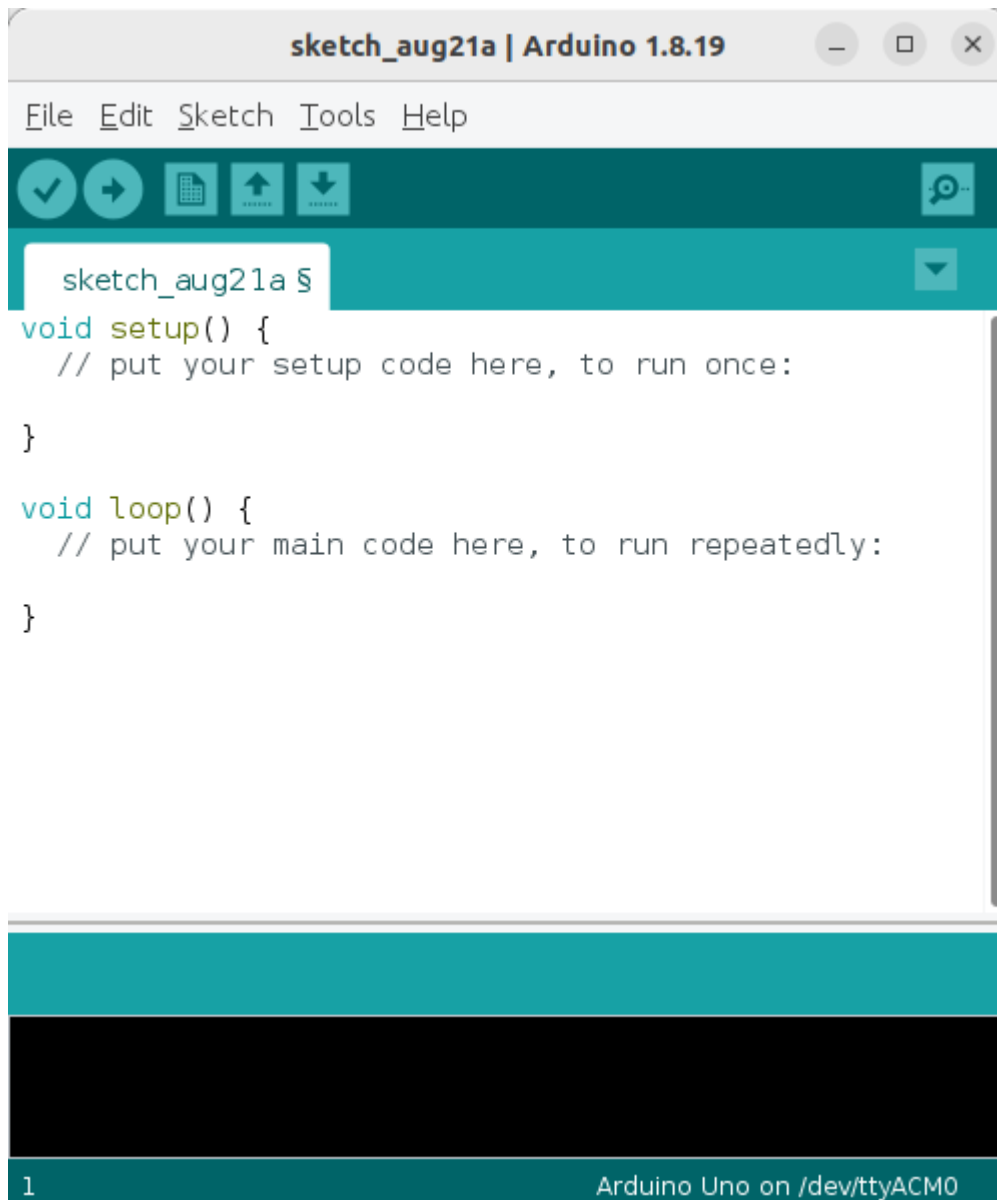 sketch_aug21a | Arduino 1.8.19
File Edit Sketch Tools Help
sketch_aug21a §
void setup() {
  // put your setup code here, to run once:
}
void loop() {
  // put your main code here, to run repeatedly:
}
1 Arduino Uno on /dev/ttyACM0